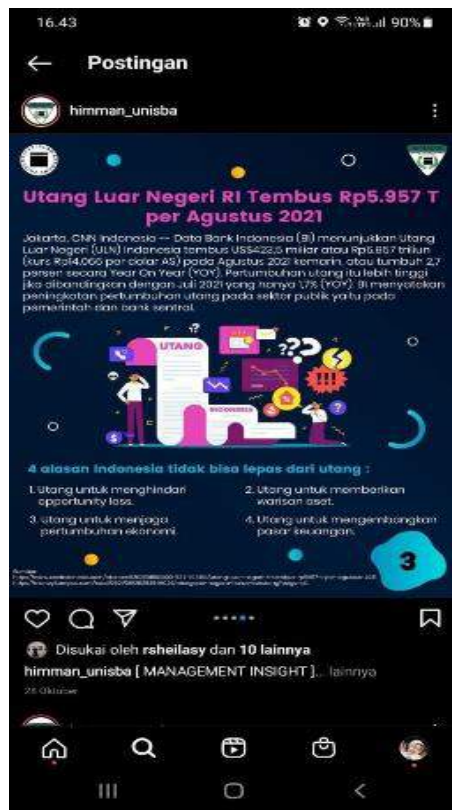 16.43
90%
Postingan
himman_unisba
Utang Luar Negeri RI Tembus Rp5.957 T
per Agustus 2021
Jakarta, CNN Indonesia -- Data Bank Indonesia (BI) menunjukkan Utang
Luar Negeri (ULN) Indonesia tembus US$423,5 miliar atau Rp5.957 triliun
(kurs Rp14.066 per dolar AS) pada Agustus 2021 kemarin, atau tumbuh 2,7
persen secara Year On Year (YOY). Pertumbuhan utang itu lebih tinggi
jika dibandingkan dengan Juli 2021 yang hanya 1,7% (YOY). BI menyatakan
peningkatan pertumbuhan utang pada sektor publik yaitu pada
pemerintah dan bank sentral.
UTANG
INDONESIA
4 alasan Indonesia tidak bisa lepas dari utang :
1. Utang untuk menghindari
opportunity loss.
2. Utang untuk memberikan
warisan aset.
3. Utang untuk menjaga
pertumbuhan ekonomi.
4. Utang untuk mengembangkan
pasar keuangan.
3
Disukai oleh rsheilasy dan 10 lainnya
himman_unisba [ MANAGEMENT INSIGHT ]... lainnya
28 Oktober